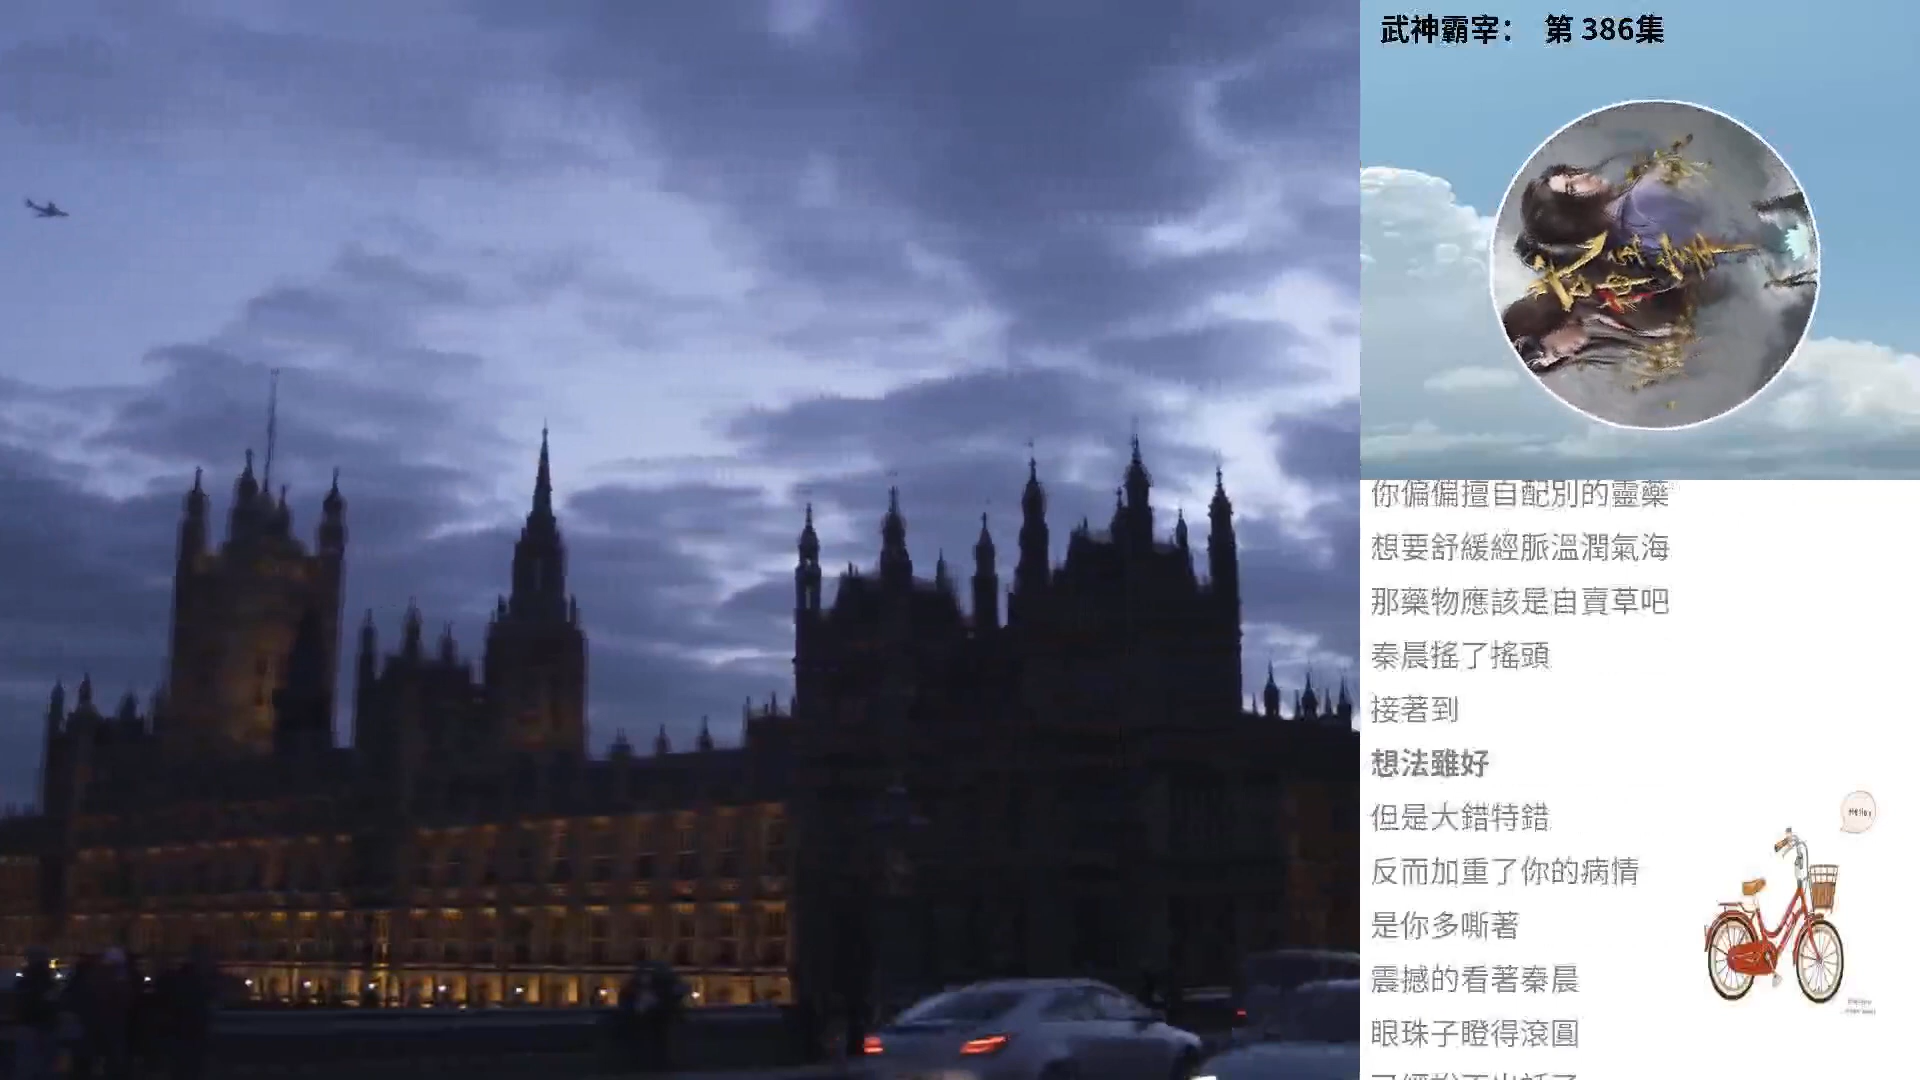 武神霸宰： 第 386集
你偏偏擅自配別的靈藥
想要舒緩經脈溫潤氣海
那藥物應該是自賣草吧
秦晨搖了搖頭
接著到
想法雖好
但是大錯特錯
反而加重了你的病情
是你多嘶著
震撼的看著秦晨
眼珠子瞪得滾圓
Hello